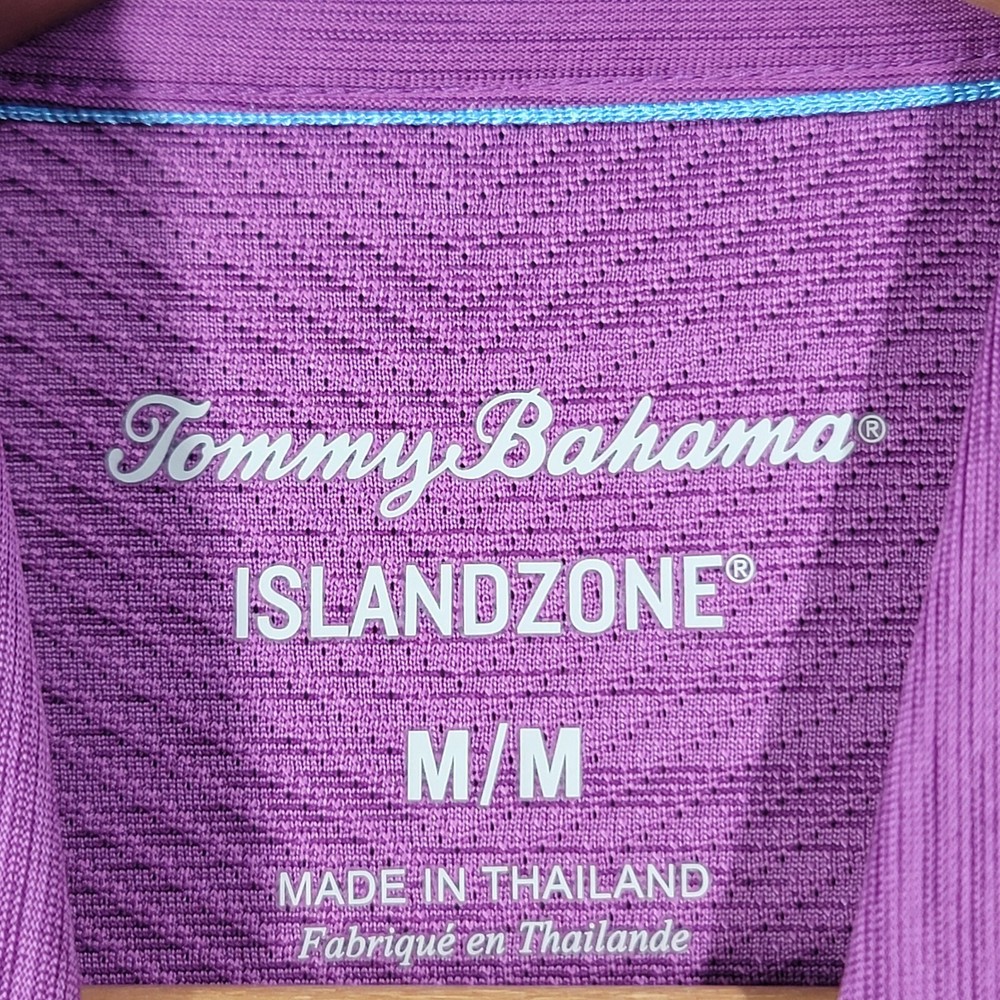 Tommy Bahama®
ISLANDZONE®
M/M
MADE IN THAILAND
Fabriqué en Thailande